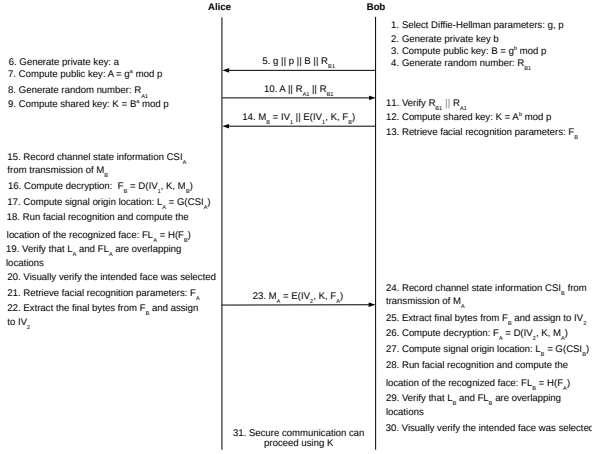 Alice
Bob
1. Select Diffie-Hellman parameters: g, p
2. Generate private key b
3. Compute public key: B = gᵇ mod p
4. Generate random number: R_B1
5. g || p || B || R_B1
6. Generate private key: a
7. Compute public key: A = gᵃ mod p
8. Generate random number: R_A1
9. Compute shared key: K = Bᵃ mod p
10. A || R_A1 || R_B1
11. Verify R_B1 || R_A1
12. Compute shared key: K = Aᵇ mod p
13. Retrieve facial recognition parameters: F_B
14. M_B = IV_1 || E(IV_1, K, F_B)
15. Record channel state information CSI_A
from transmission of M_B
16. Compute decryption: F_B = D(IV_1, K, M_B)
17. Compute signal origin location: L_A = G(CSI_A)
18. Run facial recognition and compute the
location of the recognized face: FL_A = H(F_B)
19. Verify that L_A and FL_A are overlapping
locations
20. Visually verify the intended face was selected
21. Retrieve facial recognition parameters: F_A
22. Extract the final bytes from F_B and assign
to IV_2
23. M_A = E(IV_2, K, F_A)
24. Record channel state information CSI_B from
transmission of M_A
25. Extract final bytes from F_B and assign to IV_2
26. Compute decryption: F_A = D(IV_2, K, M_A)
27. Compute signal origin location: L_B = G(CSI_B)
28. Run facial recognition and compute the
location of the recognized face: FL_B = H(F_A)
29. Verify that L_B and FL_B are overlapping
locations
30. Visually verify the intended face was selected
31. Secure communication can
proceed using K